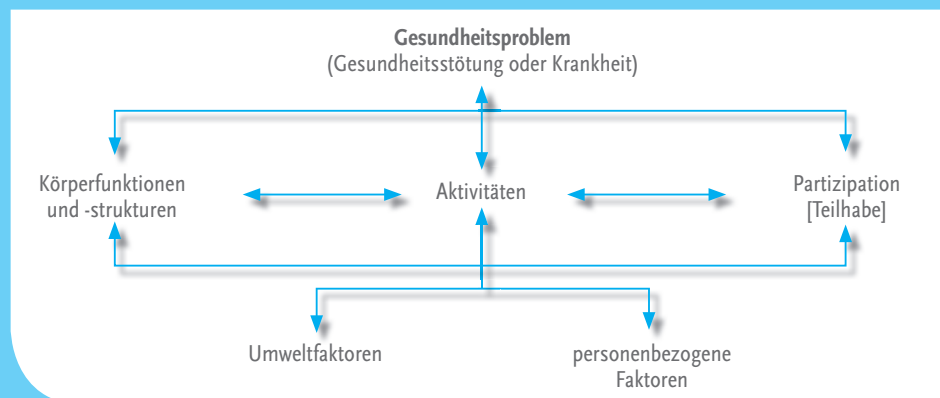 Gesundheitsproblem
(Gesundheitsstötung oder Krankheit)
Körperfunktionen
und -strukturen
Aktivitäten
Partizipation
[Teilhabe]
Umweltfaktoren
personenbezogene
Faktoren